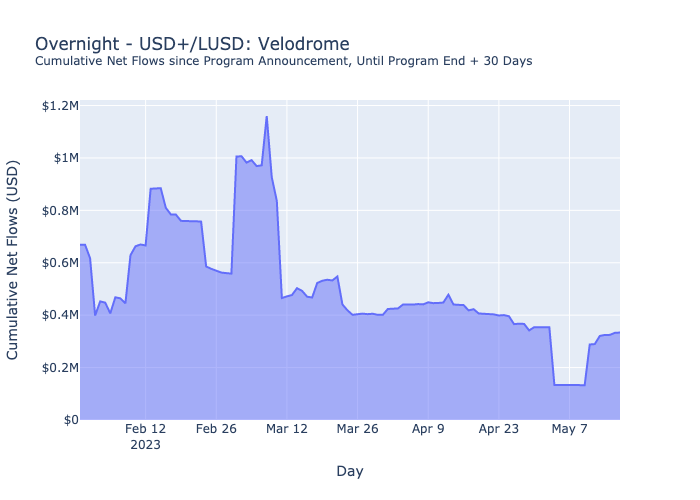 Overnight - USD+/LUSD: Velodrome
Cumulative Net Flows since Program Announcement, Until Program End + 30 Days
Cumulative Net Flows (USD)
$1.2M
$1M
$0.8M
$0.6M
$0.4M
$0.2M
$0
Feb 12 Feb 26 Mar 12 Mar 26 Apr 9 Apr 23 May 7
2023
Day